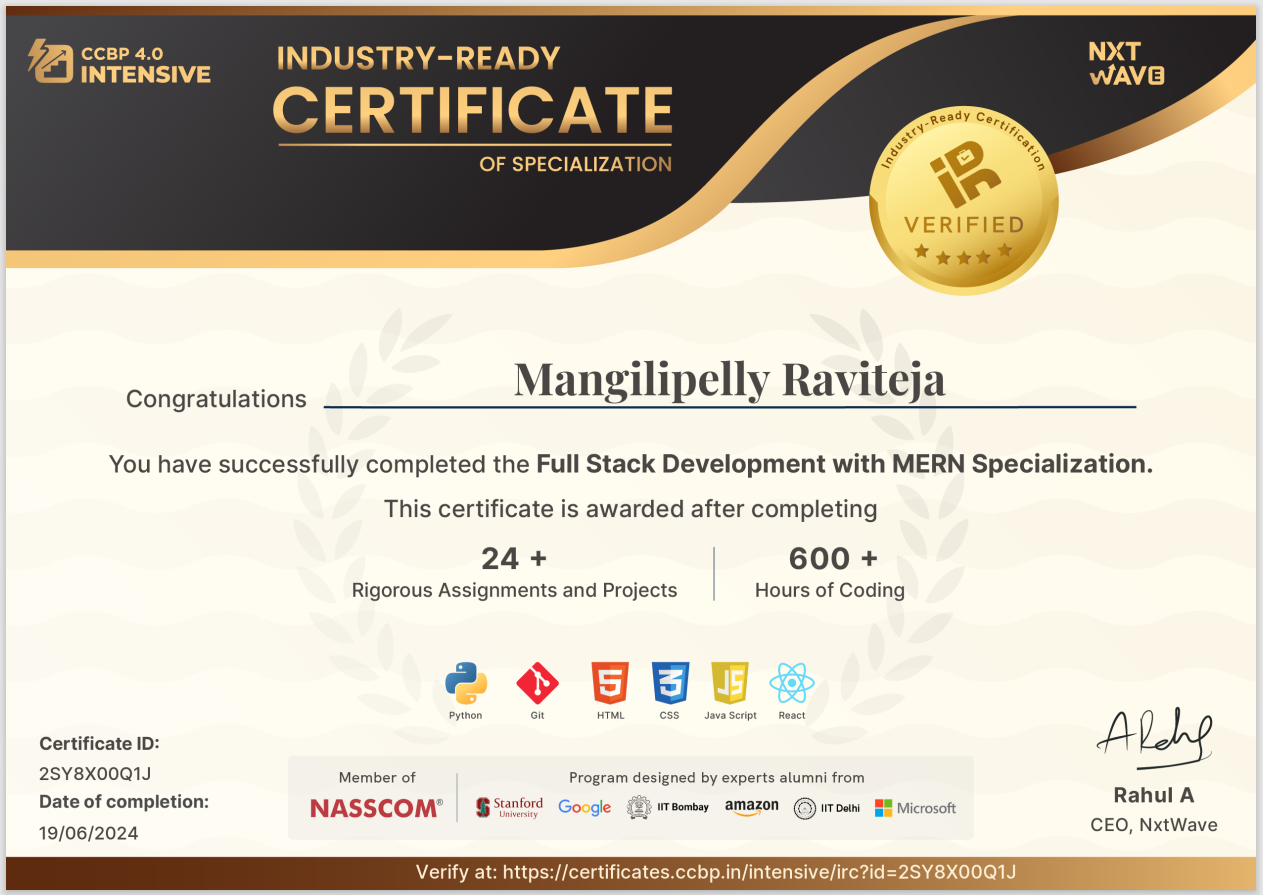 CCBP 4.0
INTENSIVE
INDUSTRY-READY
CERTIFICATE
OF SPECIALIZATION
NXT
WAVE
Industry-Ready Certification
VERIFIED
Congratulations
Mangilipelly Raviteja
You have successfully completed the Full Stack Development with MERN Specialization.
This certificate is awarded after completing
24 +
Rigorous Assignments and Projects
600 +
Hours of Coding
5
3
JS
Python
Git
HTML
CSS
Java Script
React
Certificate ID:
2SY8X00Q1J
Date of completion:
19/06/2024
Member of
NASSCOM®
Program designed by experts alumni from
Stanford
University
Google
IIT Bombay
amazon
IIT Delhi
Microsoft
Rahul A
CEO, NxtWave
Verify at: https://certificates.ccbp.in/intensive/irc?id=2SY8X00Q1J